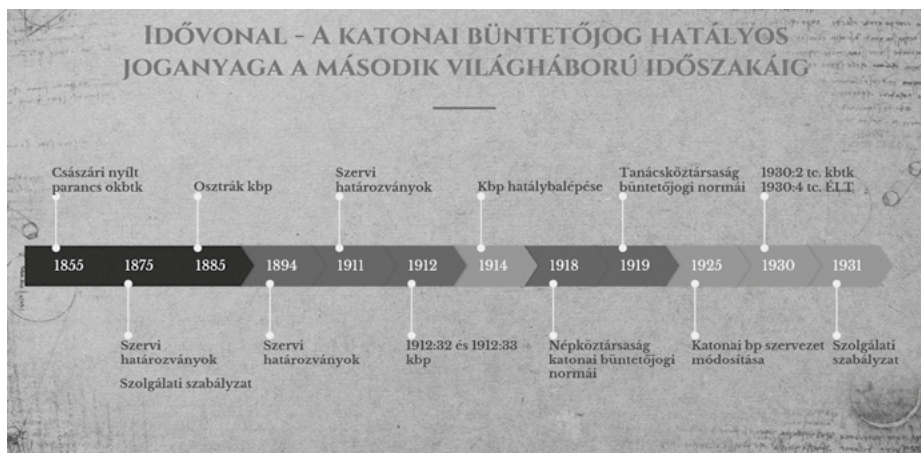 Idővonal - A katonai büntetőjog hatályos
joganyaga a második világháború időszakáig
Császári nyílt
parancs okbtk
Osztrák kbp
Szervi
határozványok
Kbp hatálybalépése
Tanácsköztársaság
büntetőjogi normái
1930:2 tc. kbtk
1930:4 tc. ÉLT
1855 1875 1885 1894 1911 1912 1914 1918 1919 1925 1930 1931
Szervi
határozványok
Szolgálati szabályzat
Szervi
határozványok
1912:32 és 1912:33
kbp
Népköztársaság
katonai büntetőjogi
normái
Katonai bp szervezet
módosítása
Szolgálati
szabályzat